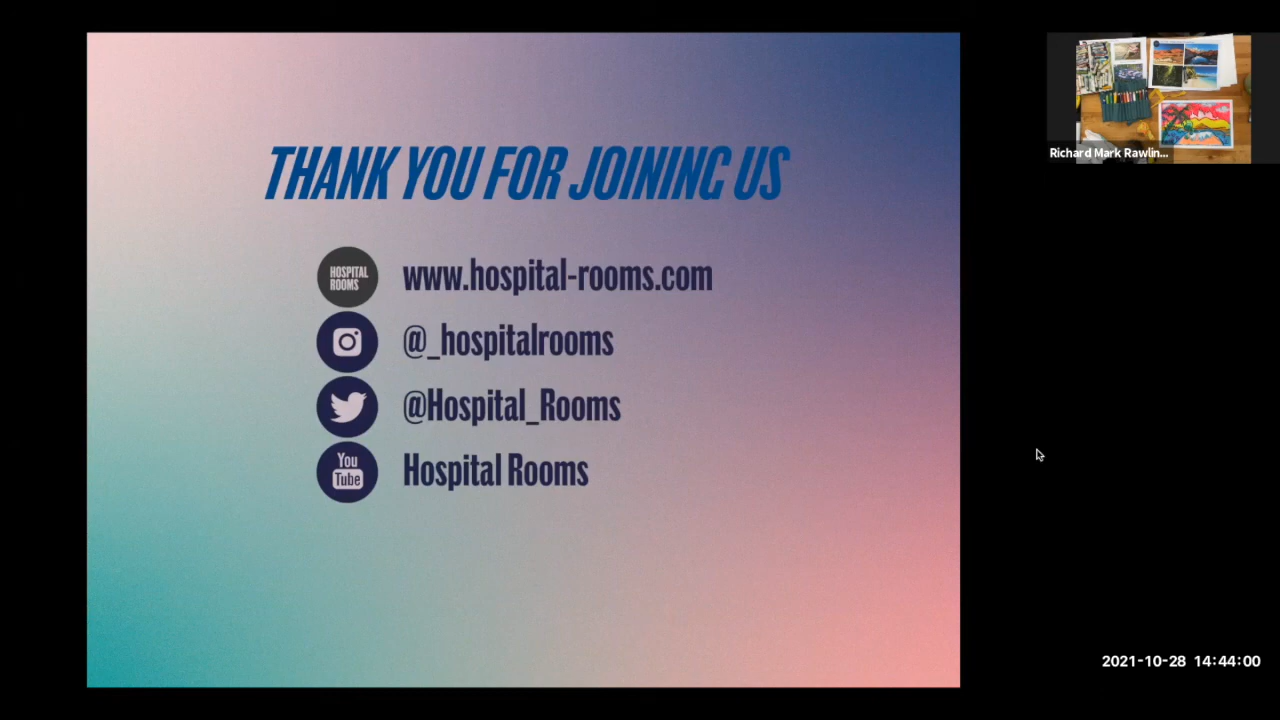 THANK YOU FOR JOINING US
HOSPITAL
ROOMS
www.hospital-rooms.com
@_hospitalrooms
@Hospital_Rooms
You
Tube
Hospital Rooms
Richard Mark Rawlin...
2021-10-28 14:44:00